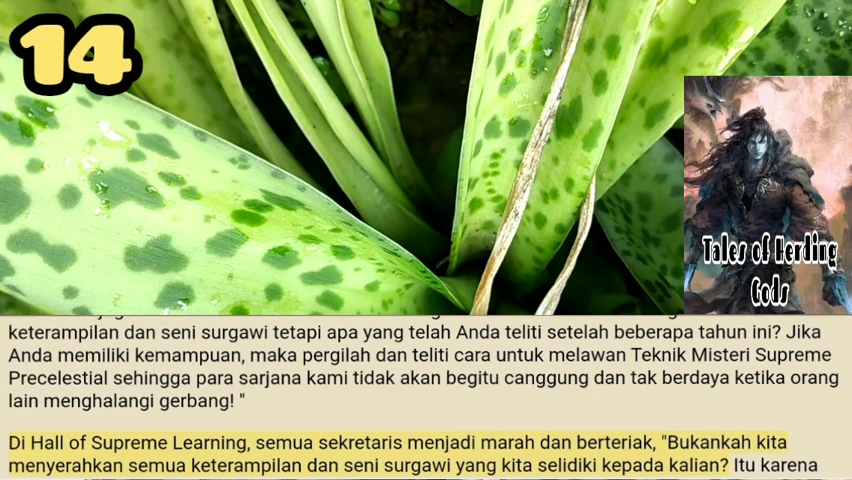 14
Tales of Herding
Gods
keterampilan dan seni surgawi tetapi apa yang telah Anda teliti setelah beberapa tahun ini? Jika
Anda memiliki kemampuan, maka pergilah dan teliti cara untuk melawan Teknik Misteri Supreme
Precelestial sehingga para sarjana kami tidak akan begitu canggung dan tak berdaya ketika orang
lain menghalangi gerbang! "
Di Hall of Supreme Learning, semua sekretaris menjadi marah dan berteriak, "Bukankah kita
menyerahkan semua keterampilan dan seni surgawi yang kita selidiki kepada kalian? Itu karena